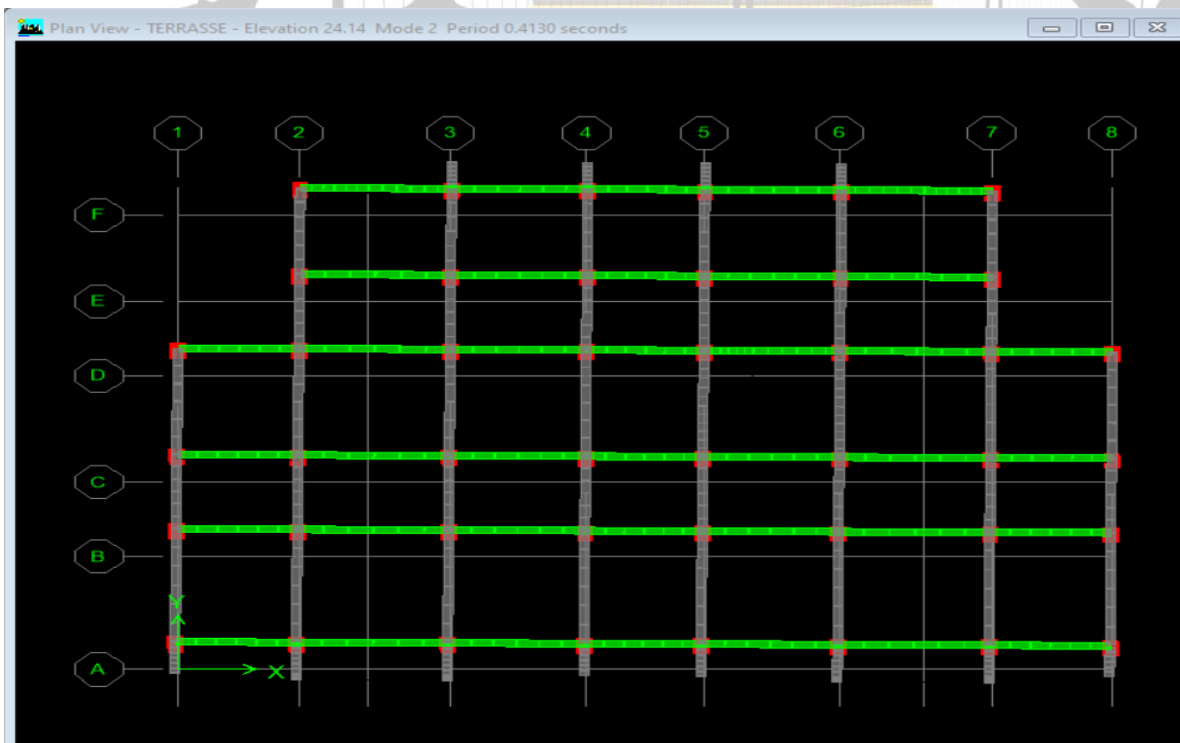 Plan View - TERRASSE - Elevation 24.14 Mode 2 Period 0.4130 seconds
1 2 3 4 5 6 7 8
F
E
D
C
B
Y
A
X